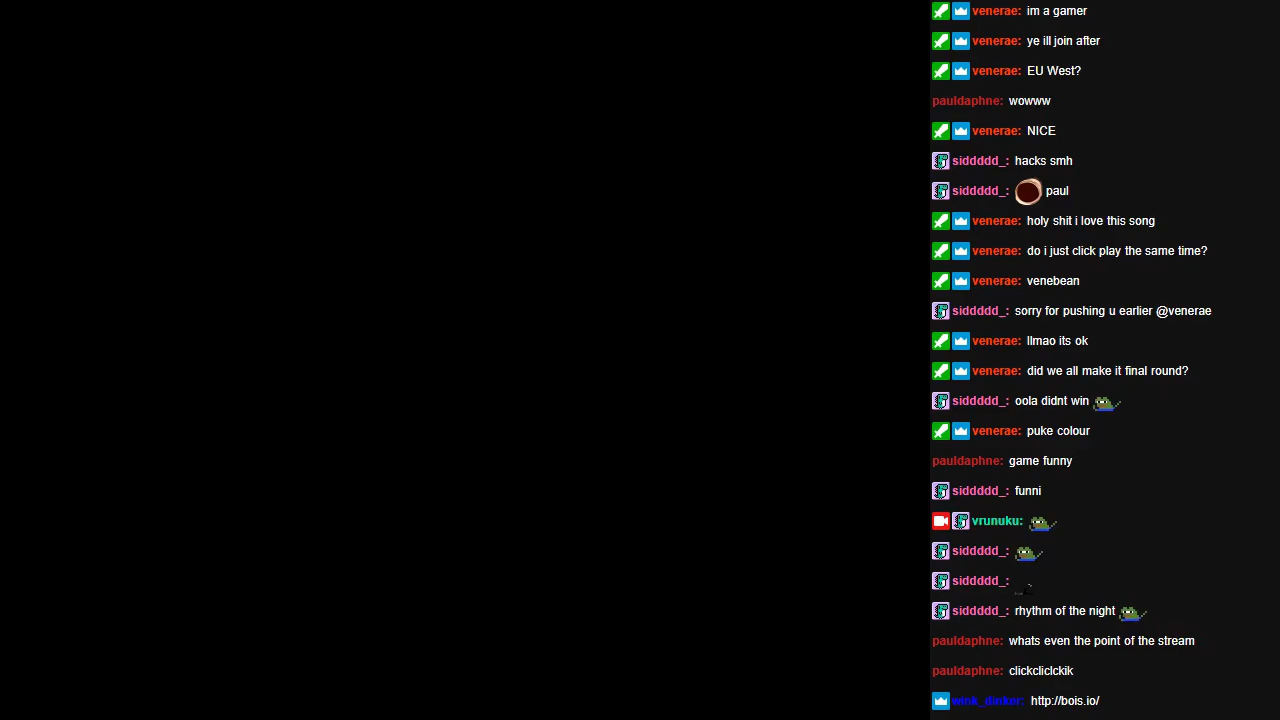 venerae: im a gamer
venerae: ye ill join after
venerae: EU West?
pauldaphne: wowww
venerae: NICE
siddddd_: hacks smh
siddddd_: paul
venerae: holy shit i love this song
venerae: do i just click play the same time?
venerae: venebean
siddddd_: sorry for pushing u earlier @venerae
venerae: llmao its ok
venerae: did we all make it final round?
siddddd_: oola didnt win
venerae: puke colour
pauldaphne: game funny
siddddd_: funni
vrunuku:
siddddd_:
siddddd_:
siddddd_: rhythm of the night
pauldaphne: whats even the point of the stream
pauldaphne: clickcliclckik
wink_dinker: http://bois.io/